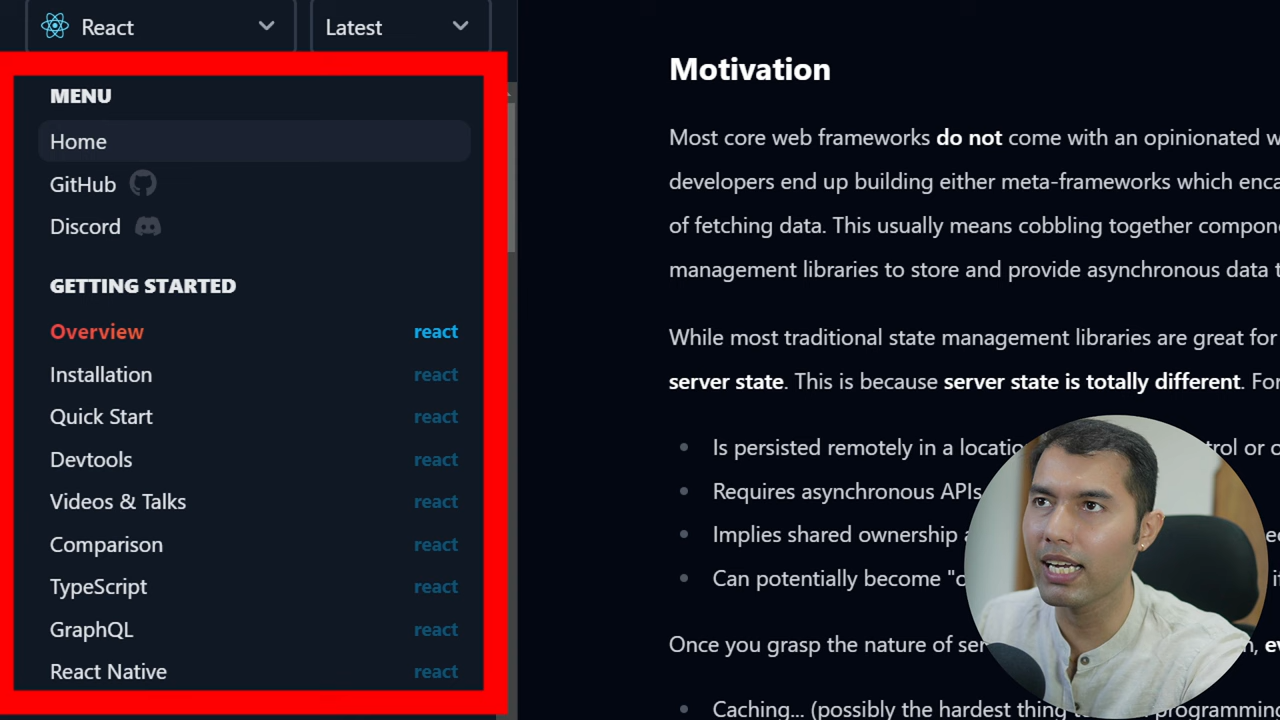 React
Latest
MENU
Home
GitHub
Discord
GETTING STARTED
Overview react
Installation react
Quick Start react
Devtools react
Videos & Talks react
Comparison react
TypeScript react
GraphQL react
React Native react
Motivation
Most core web frameworks do not come with an opinionated w
developers end up building either meta-frameworks which enca
of fetching data. This usually means cobbling together compon
management libraries to store and provide asynchronous data t
While most traditional state management libraries are great for
server state. This is because server state is totally different. For
Is persisted remotely in a locatio trol or o
Requires asynchronous APIs
Implies shared ownership
Can potentially become "o
Once you grasp the nature of ser
Caching... (possibly the hardest thing programming